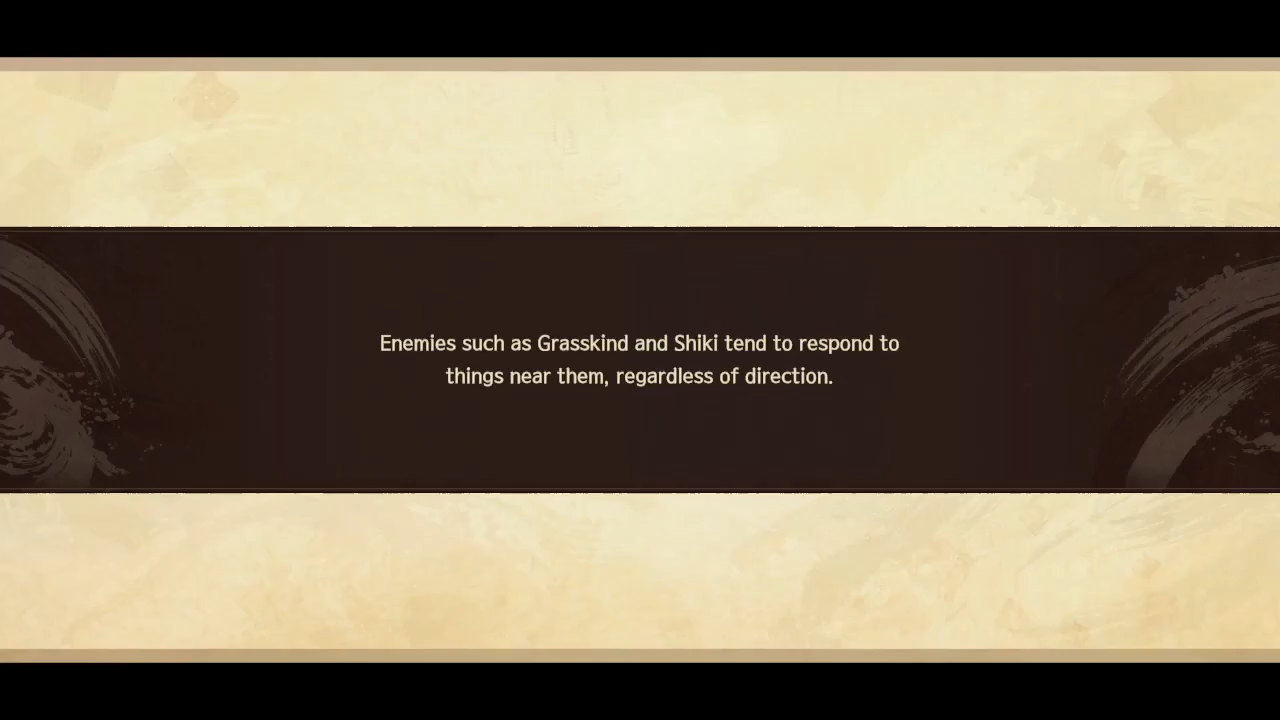 Enemies such as Grasskind and Shiki tend to respond to
things near them, regardless of direction.